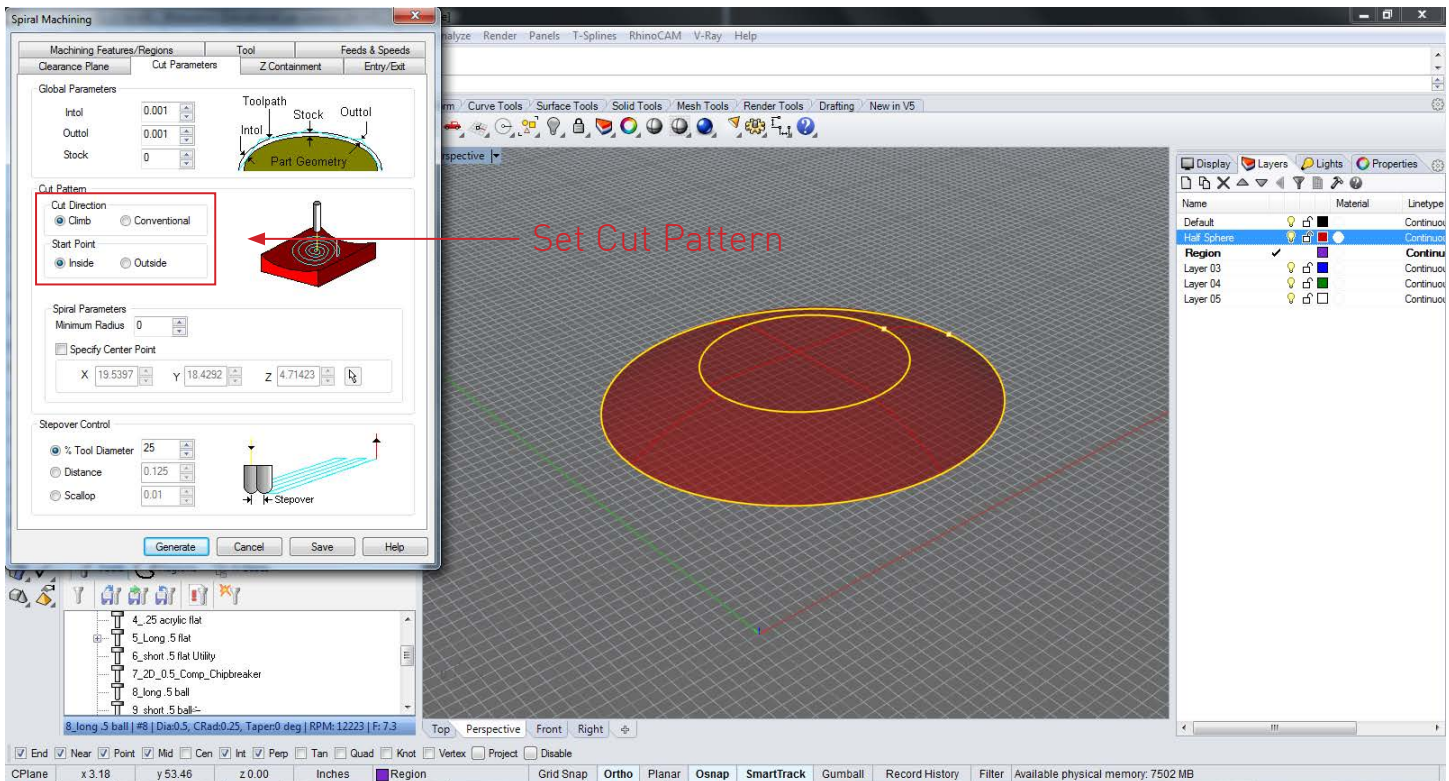 Spiral Machining
Machining Features/Regions Tool Feeds & Speeds
Clearance Plane Cut Parameters Z Containment Entry/Exit
Global Parameters
Intol 0.001
Outtol 0.001
Stock 0
Toolpath
Stock Outtol
Intol
Part Geometry
Cut Pattern
Cut Direction
Climb Conventional
Start Point
Inside Outside
Set Cut Pattern
Spiral Parameters
Minimum Radius 0
Specify Center Point
X 19.5397 Y 18.4292 Z 4.71423
Stepover Control
% Tool Diameter 25
Distance 0.125
Scallop 0.01
Stepover
Generate Cancel Save Help
Render Panels T-Splines RhinoCAM V-Ray Help
Curve Tools Surface Tools Solid Tools Mesh Tools Render Tools Drafting New in V5
Display Layers Lights Properties
Name Material Linetype
Default Continuou
Half Sphere Continuou
Region Continu
Layer 03 Continuou
Layer 04 Continuou
Layer 05 Continuou
4_.25 acrylic flat
5_Long .5 flat
6_short .5 flat Utility
7_2D_0.5_Comp_Chipbreaker
8_long .5 ball
9_short .5 ball
8_long .5 ball | #8 | Dia:0.5, CRad:0.25, Taper:0 deg | RPM: 12223 | F: 7.3
Top Perspective Front Right
End Near Point Mid Cen Int Perp Tan Quad Knot Vertex Project Disable
CPlane x 3.18 y 53.46 z 0.00 Inches Region Grid Snap Ortho Planar Osnap SmartTrack Gumball Record History Filter Available physical memory: 7502 MB